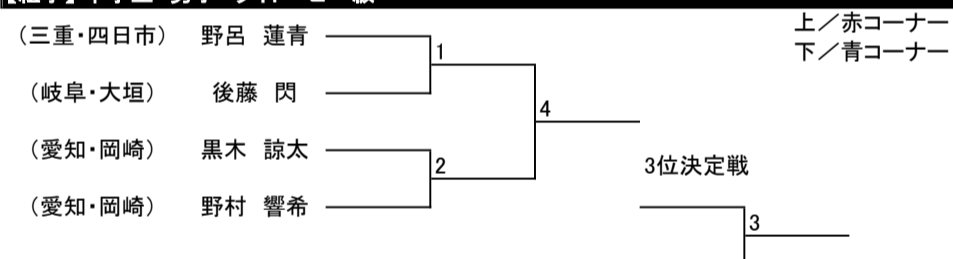 上／赤コーナー
下／青コーナー
（三重・四日市） 野呂 蓮青
1
（岐阜・大垣） 後藤 閃
4
（愛知・岡崎） 黒木 諒太
2
3位決定戦
（愛知・岡崎） 野村 響希
3